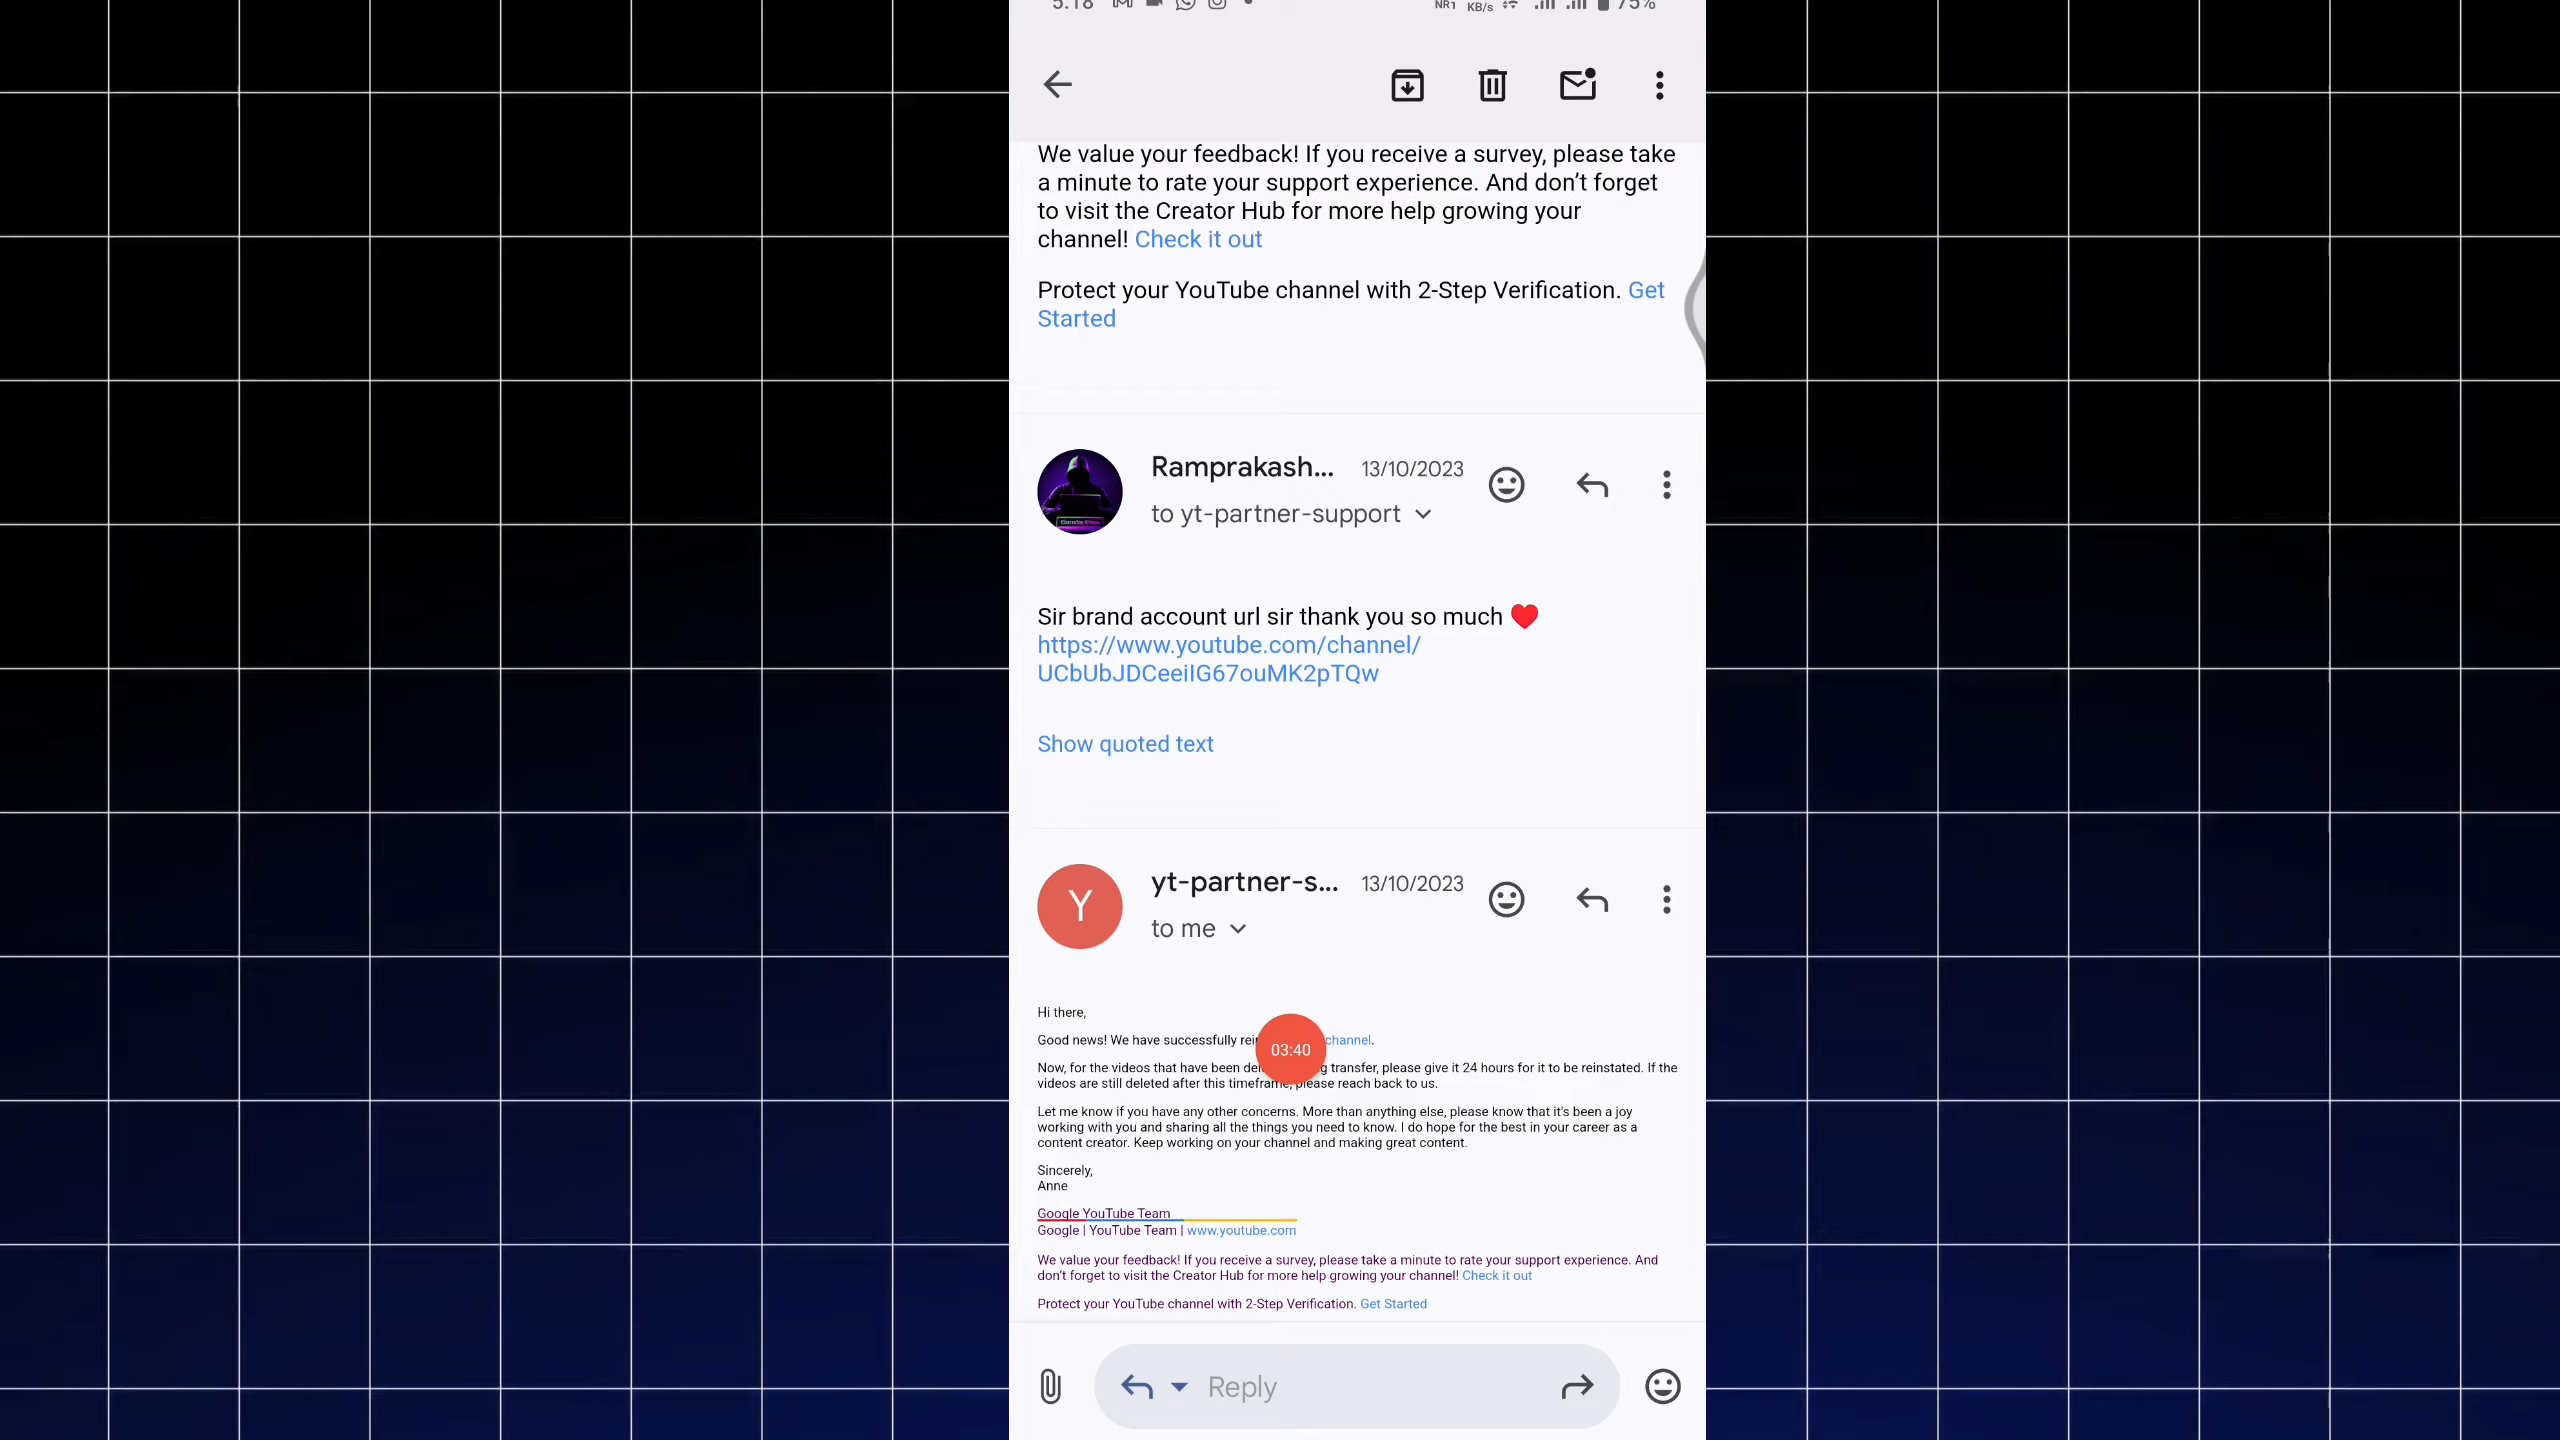 5.18 NR1 KB/s 75%
We value your feedback! If you receive a survey, please take
a minute to rate your support experience. And don’t forget
to visit the Creator Hub for more help growing your
channel! Check it out
Protect your YouTube channel with 2-Step Verification. Get
Started
Ramprakash... 13/10/2023
to yt-partner-support
Sir brand account url sir thank you so much ❤️
https://www.youtube.com/channel/
UCbUbJDCeeiIG67ouMK2pTQw
Show quoted text
Y
yt-partner-s... 13/10/2023
to me
Hi there,
Good news! We have successfully channel.
03:40
Now, for the videos that have been transfer, please give it 24 hours for it to be reinstated. If the
videos are still deleted after this timeframe, please reach back to us.
Let me know if you have any other concerns. More than anything else, please know that it's been a joy
working with you and sharing all the things you need to know. I do hope for the best in your career as a
content creator. Keep working on your channel and making great content.
Sincerely,
Anne
Google YouTube Team
Google | YouTube Team | www.youtube.com
We value your feedback! If you receive a survey, please take a minute to rate your support experience. And
don’t forget to visit the Creator Hub for more help growing your channel! Check it out
Protect your YouTube channel with 2-Step Verification. Get Started
Reply